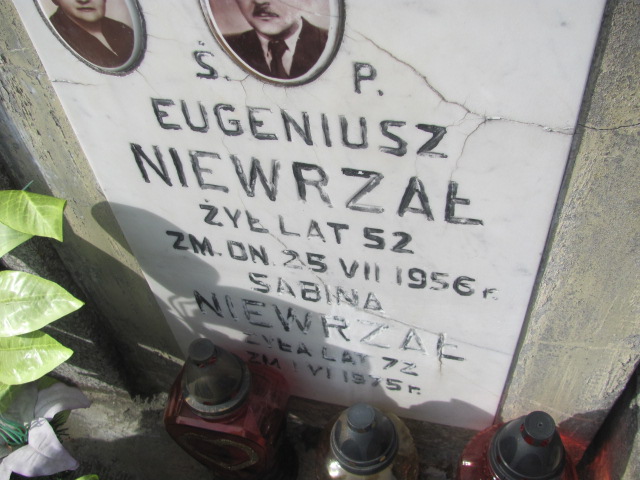 Ś. P.
EUGENIUSZ
NIEWRZAŁ
ŻYŁ LAT 52
ZM. DN. 25 VII 1956 r.
SABINA
NIEWRZAŁ
ŻYŁA LAT 72
ZM 1 VI 1975 r.